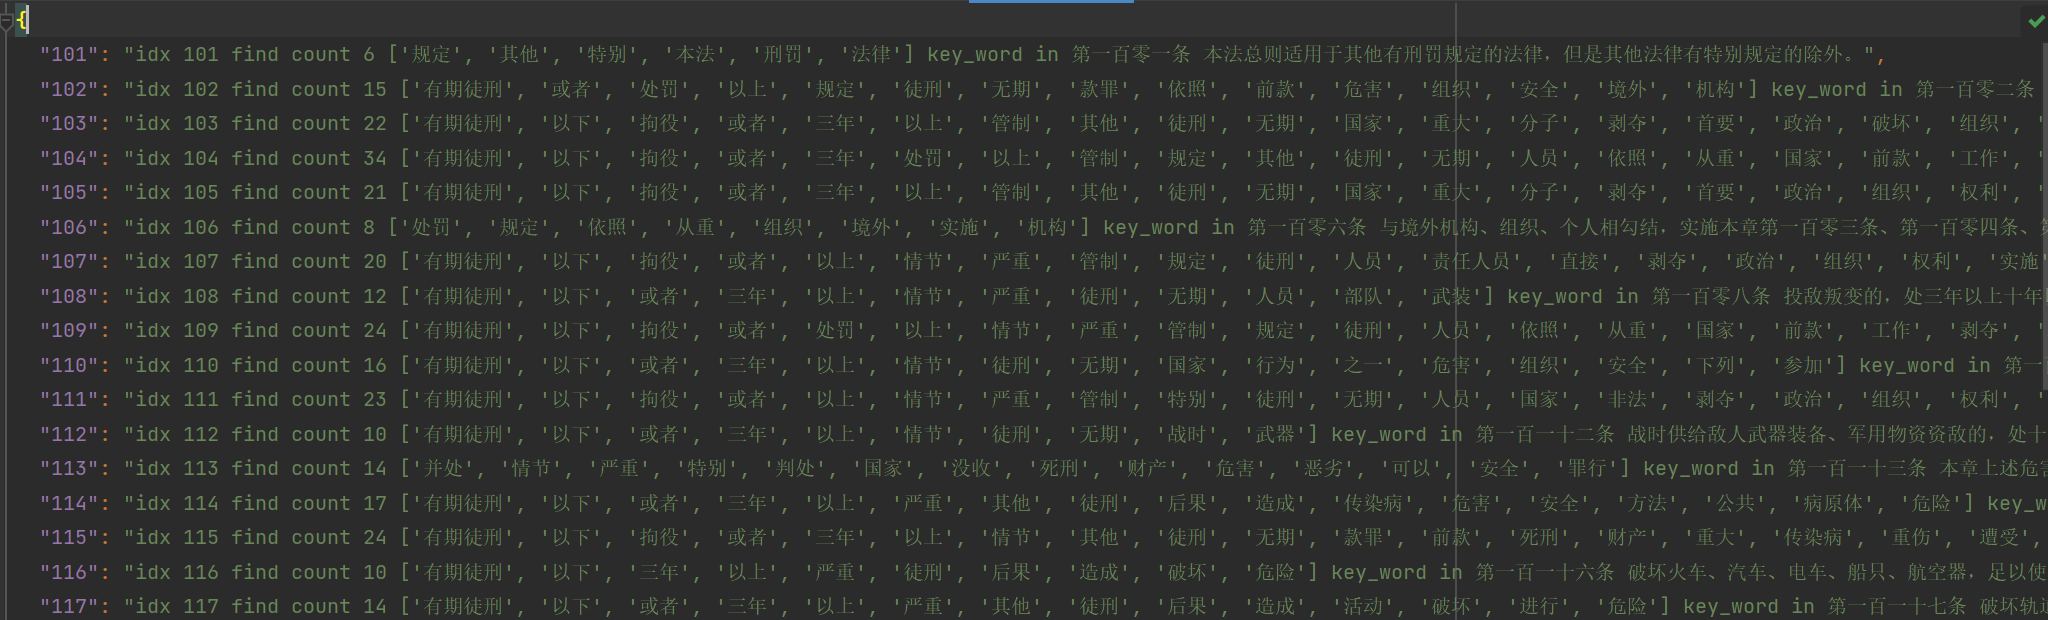 {
"101": "idx 101 find count 6 ['规定', '其他', '特别', '本法', '刑罚', '法律'] key_word in 第一百零一条 本法总则适用于其他有刑罚规定的法律，但是其他法律有特别规定的除外。",
"102": "idx 102 find count 15 ['有期徒刑', '或者', '处罚', '以上', '规定', '徒刑', '无期', '款罪', '依照', '前款', '危害', '组织', '安全', '境外', '机构'] key_word in 第一百零二条
"103": "idx 103 find count 22 ['有期徒刑', '以下', '拘役', '或者', '三年', '以上', '管制', '其他', '徒刑', '无期', '国家', '重大', '分子', '剥夺', '首要', '政治', '破坏', '组织', '
"104": "idx 104 find count 34 ['有期徒刑', '以下', '拘役', '或者', '三年', '处罚', '以上', '管制', '规定', '其他', '徒刑', '无期', '人员', '依照', '从重', '国家', '前款', '工作', '
"105": "idx 105 find count 21 ['有期徒刑', '以下', '拘役', '或者', '三年', '以上', '管制', '其他', '徒刑', '无期', '国家', '重大', '分子', '剥夺', '首要', '政治', '组织', '权利', '
"106": "idx 106 find count 8 ['处罚', '规定', '依照', '从重', '组织', '境外', '实施', '机构'] key_word in 第一百零六条 与境外机构、组织、个人相勾结，实施本章第一百零三条、第一百零四条、第
"107": "idx 107 find count 20 ['有期徒刑', '以下', '拘役', '或者', '以上', '情节', '严重', '管制', '规定', '徒刑', '人员', '责任人员', '直接', '剥夺', '政治', '组织', '权利', '实施'
"108": "idx 108 find count 12 ['有期徒刑', '以下', '或者', '三年', '以上', '情节', '严重', '徒刑', '无期', '人员', '部队', '武装'] key_word in 第一百零八条 投敌叛变的，处三年以上十年
"109": "idx 109 find count 24 ['有期徒刑', '以下', '拘役', '或者', '处罚', '以上', '情节', '严重', '管制', '规定', '徒刑', '人员', '依照', '从重', '国家', '前款', '工作', '剥夺', '
"110": "idx 110 find count 16 ['有期徒刑', '以下', '或者', '三年', '以上', '情节', '徒刑', '无期', '国家', '行为', '之一', '危害', '组织', '安全', '下列', '参加'] key_word in 第一
"111": "idx 111 find count 23 ['有期徒刑', '以下', '拘役', '或者', '以上', '情节', '严重', '管制', '特别', '徒刑', '无期', '人员', '国家', '非法', '剥夺', '政治', '组织', '权利', '
"112": "idx 112 find count 10 ['有期徒刑', '以下', '或者', '三年', '以上', '情节', '徒刑', '无期', '战时', '武器'] key_word in 第一百一十二条 战时供给敌人武器装备、军用物资资敌的，处十
"113": "idx 113 find count 14 ['并处', '情节', '严重', '特别', '判处', '国家', '没收', '死刑', '财产', '危害', '恶劣', '可以', '安全', '罪行'] key_word in 第一百一十三条 本章上述危害
"114": "idx 114 find count 17 ['有期徒刑', '以下', '或者', '三年', '以上', '严重', '其他', '徒刑', '后果', '造成', '传染病', '危害', '安全', '方法', '公共', '病原体', '危险'] key_w
"115": "idx 115 find count 24 ['有期徒刑', '以下', '拘役', '或者', '三年', '以上', '情节', '其他', '徒刑', '无期', '款罪', '前款', '死刑', '财产', '重大', '传染病', '重伤', '遭受',
"116": "idx 116 find count 10 ['有期徒刑', '以下', '三年', '以上', '严重', '徒刑', '后果', '造成', '破坏', '危险'] key_word in 第一百一十六条 破坏火车、汽车、电车、船只、航空器，足以使
"117": "idx 117 find count 14 ['有期徒刑', '以下', '或者', '三年', '以上', '严重', '其他', '徒刑', '后果', '造成', '活动', '破坏', '进行', '危险'] key_word in 第一百一十七条 破坏轨道